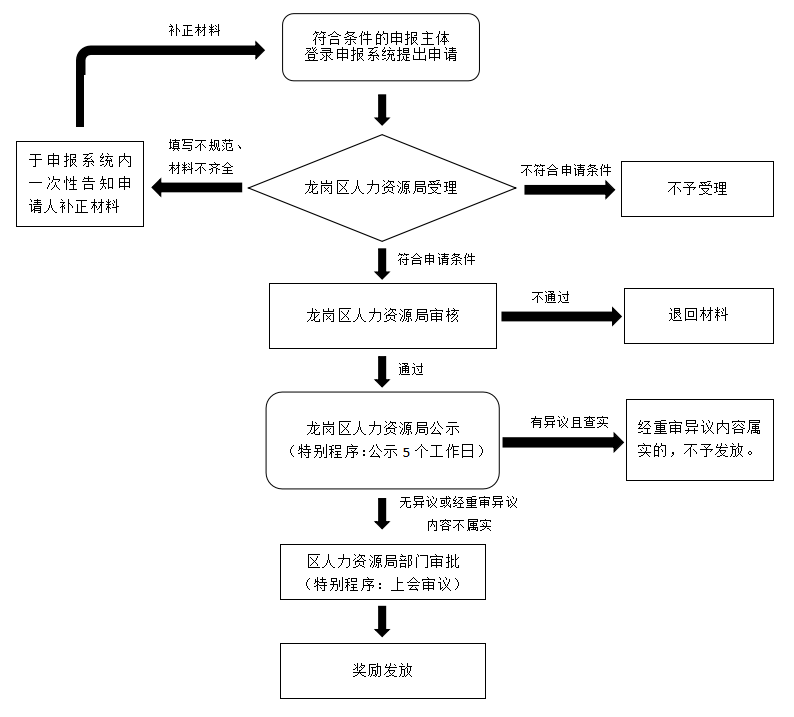 补正材料
符合条件的申报主体
登录申报系统提出申请
填写不规范、
材料不齐全
于申报系统内
一次性告知申
请人补正材料
龙岗区人力资源局受理
不符合申请条件
不予受理
符合申请条件
龙岗区人力资源局审核
不通过
退回材料
通过
龙岗区人力资源局公示
（特别程序:公示 5 个工作日）
有异议且查实
经重审异议内容属
实的，不予发放。
无异议或经重审异议
内容不属实
区人力资源局部门审批
（特别程序：上会审议）
奖励发放